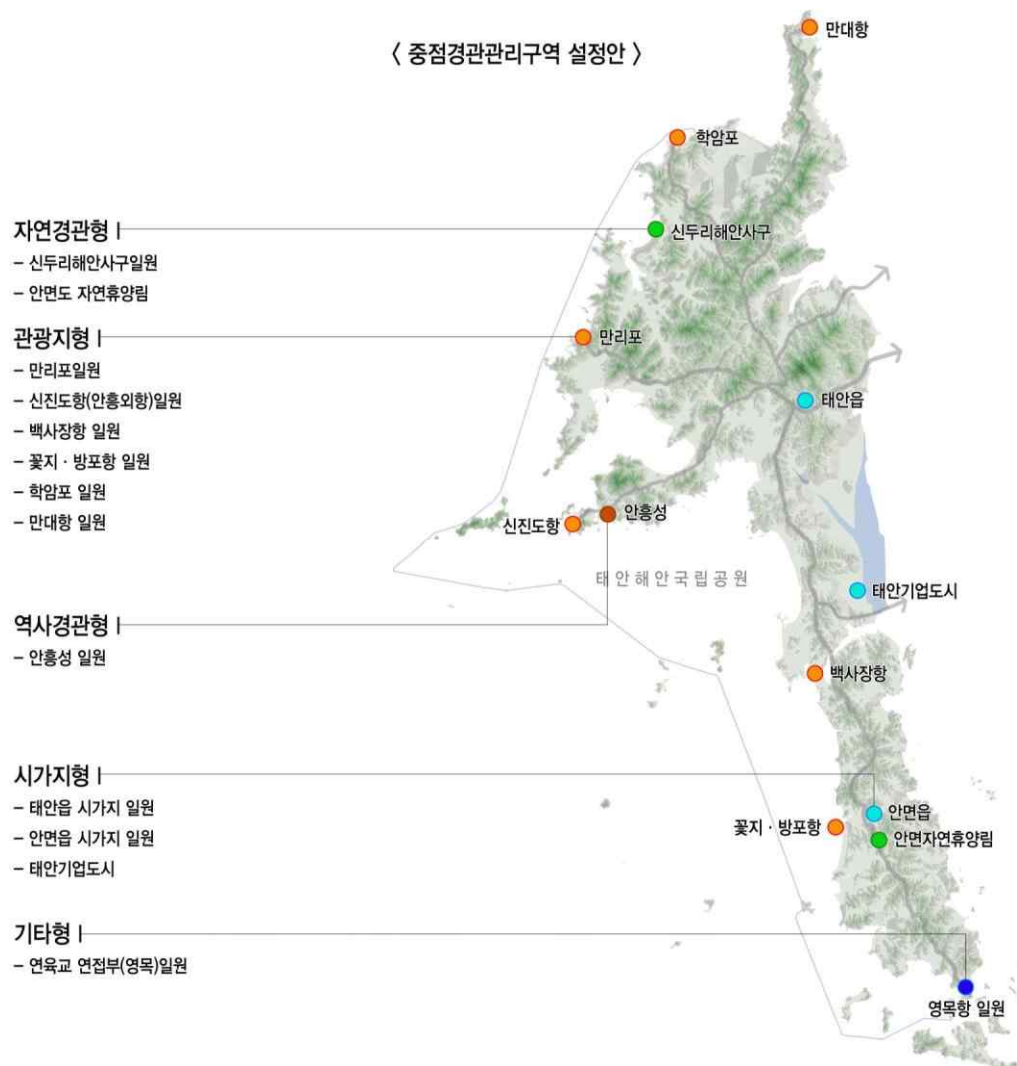 〈 중점경관관리구역 설정안 〉
만대항
학암포
자연경관형
– 신두리해안사구일원
– 안면도 자연휴양림
신두리해안사구
관광지형
– 만리포일원
– 신진도항(안흥외항)일원
– 백사장항 일원
– 꽃지 · 방포항 일원
– 학암포 일원
– 만대항 일원
만리포
태안읍
안흥성
신진도항
태안해안국립공원
태안기업도시
역사경관형
– 안흥성 일원
백사장항
시가지형
– 태안읍 시가지 일원
– 안면읍 시가지 일원
– 태안기업도시
안면읍
꽃지 · 방포항
안면자연휴양림
기타형
– 연육교 연접부(영목)일원
영목항 일원